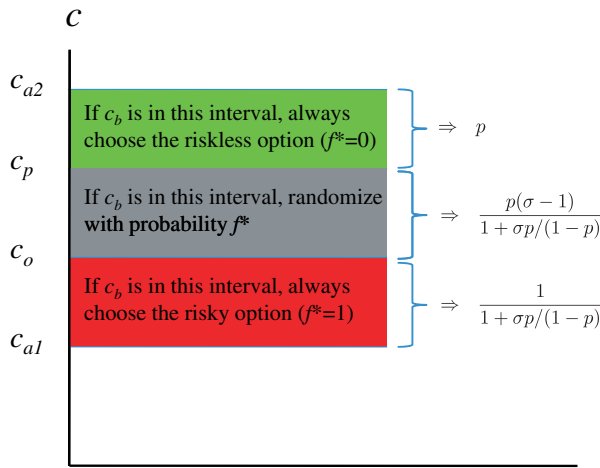 c
c_{a2}
If c_b is in this interval, always
choose the riskless option (f*=0)
⇒ p
c_p
If c_b is in this interval, randomize
with probability f*
⇒ \frac{p(σ − 1)}{1 + σp/(1 − p)}
c_o
If c_b is in this interval, always
choose the risky option (f*=1)
⇒ \frac{1}{1 + σp/(1 − p)}
c_{a1}